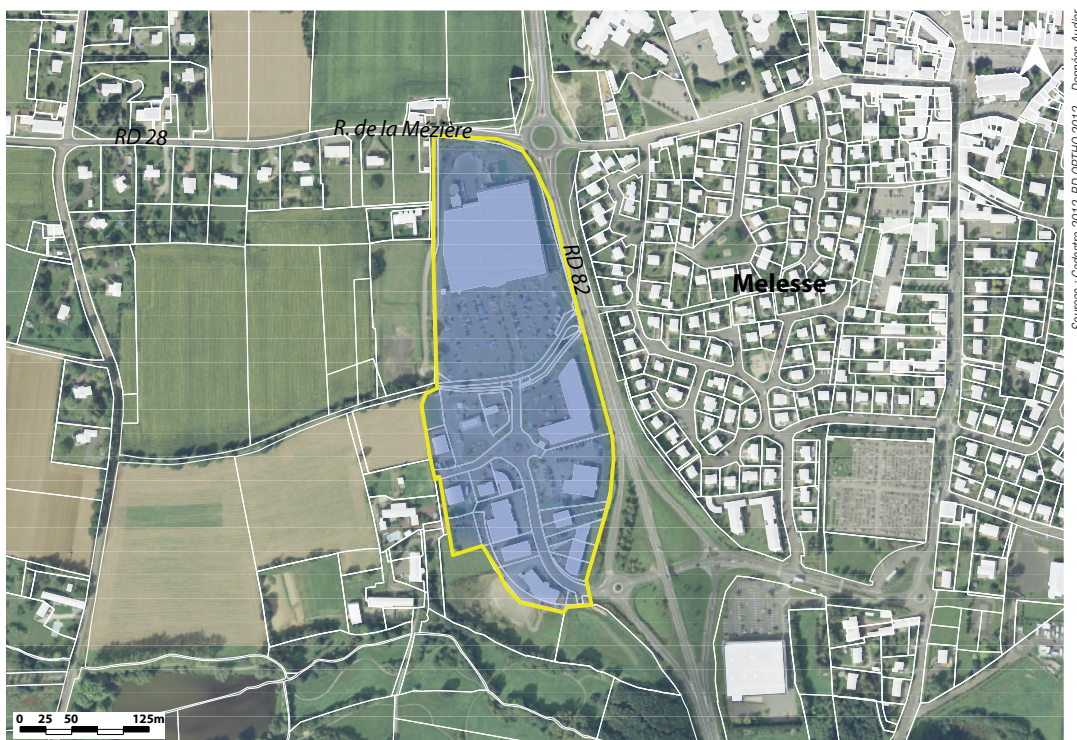 N
Sources : Cadastre 2012, BD ORTHO 2012 - Données Audiar
RD 28
R. de la Mézière
RD 82
Melesse
0 25 50 125m